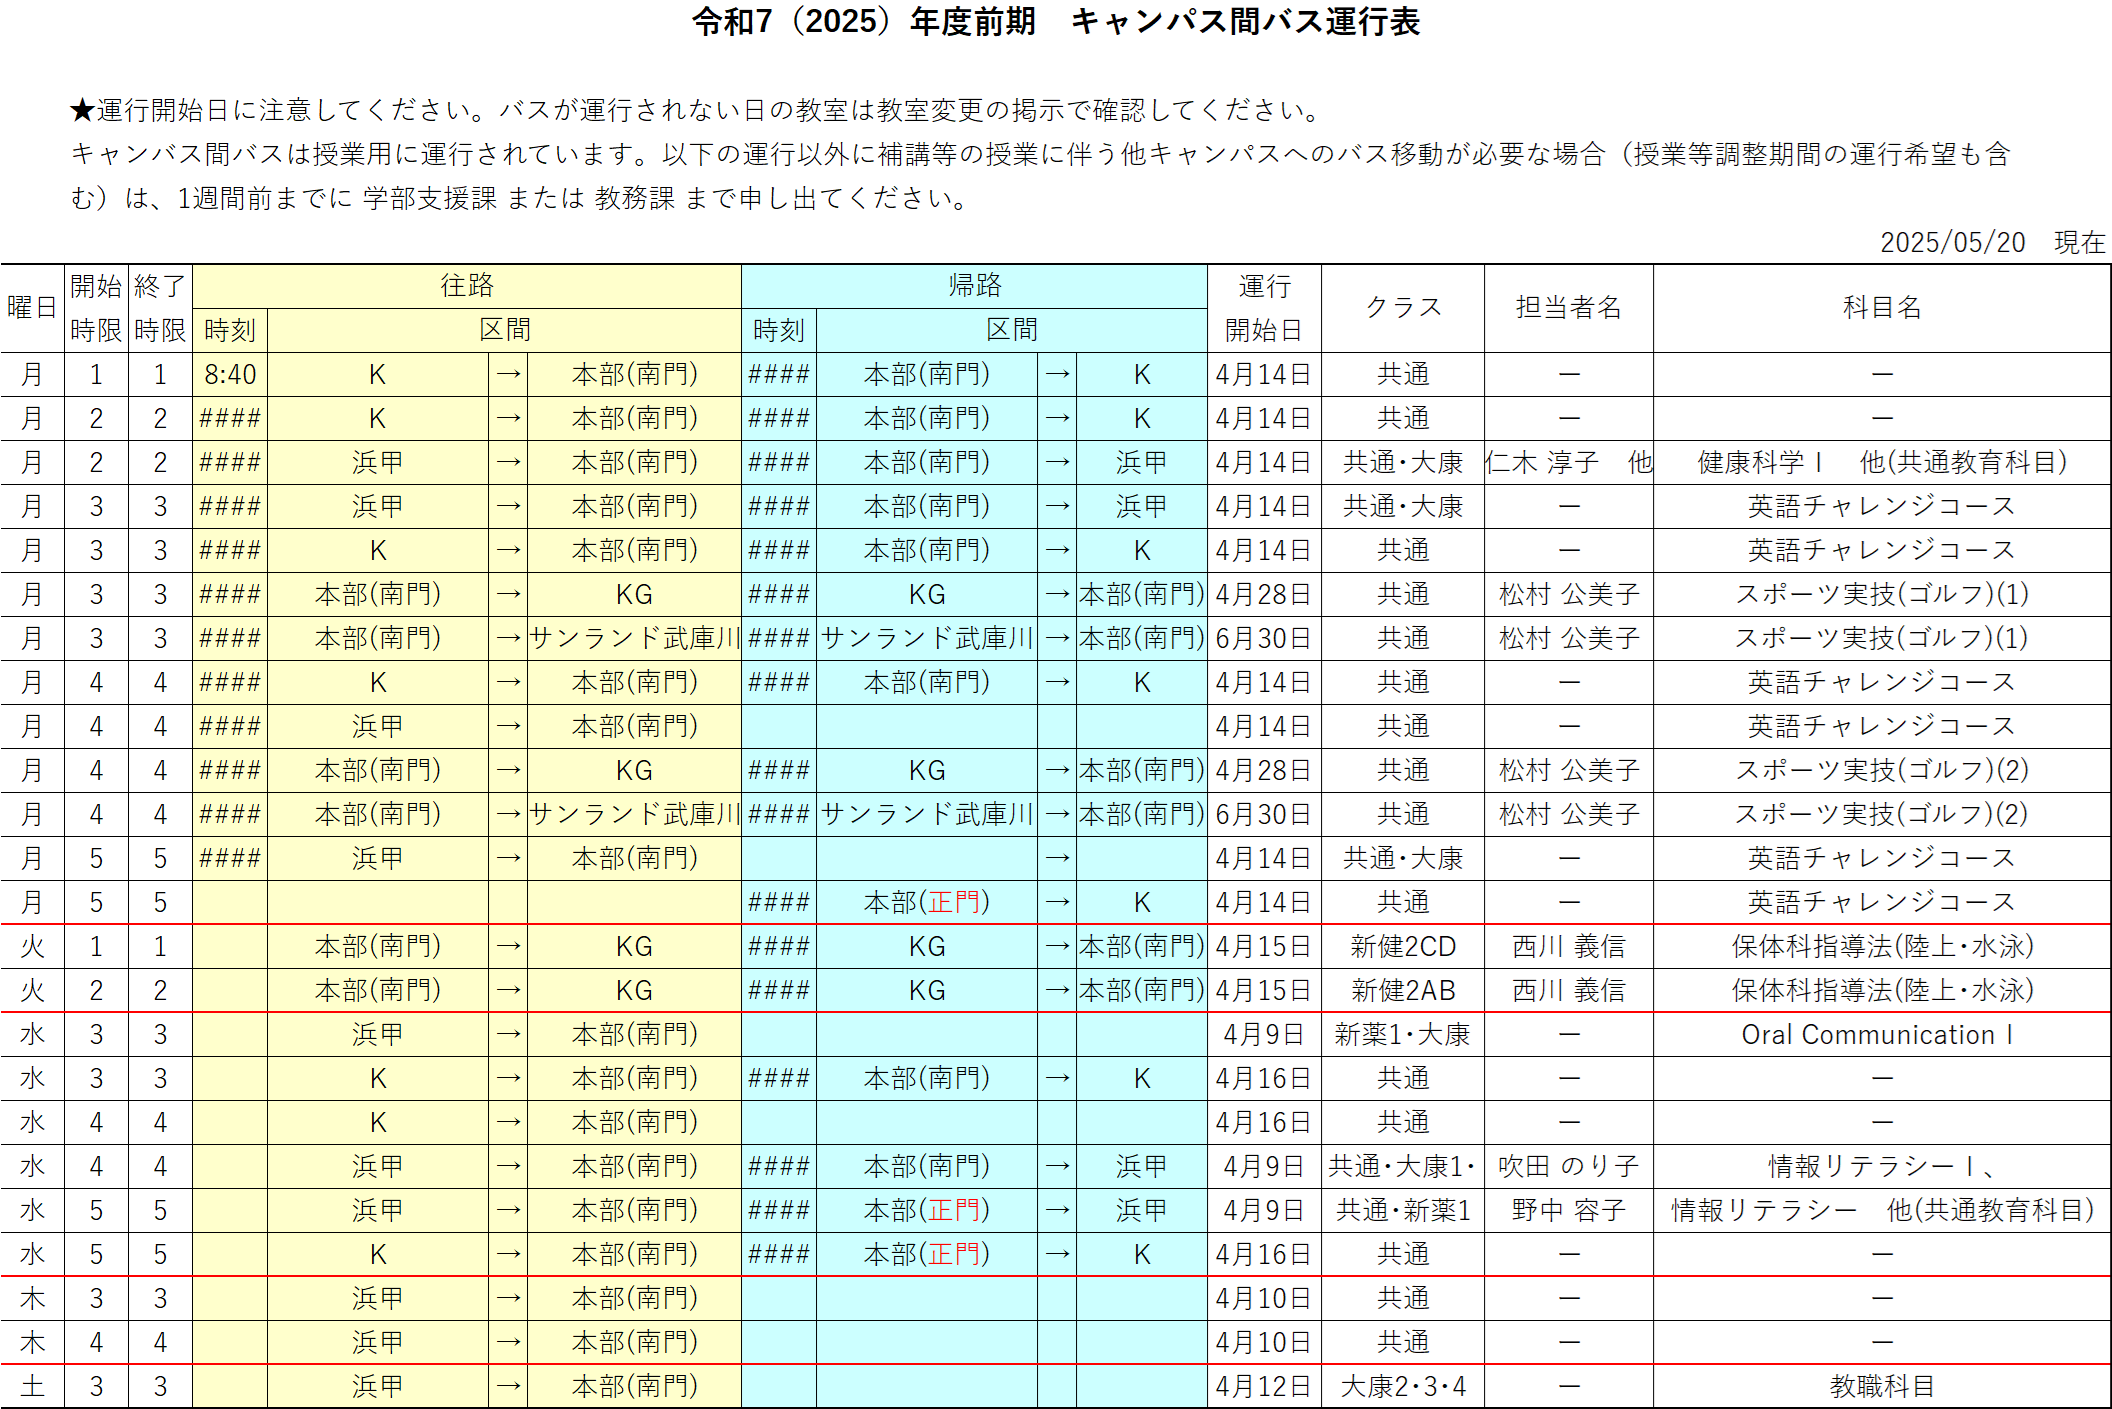 令和7（2025）年度前期　キャンパス間バス運行表
★運行開始日に注意してください。バスが運行されない日の教室は教室変更の掲示で確認してください。
キャンパス間バスは授業用に運行されています。以下の運行以外に補講等の授業に伴う他キャンパスへのバス移動が必要な場合（授業等調整期間の運行希望も含
む）は、1週間前までに 学部支援課 または 教務課 まで申し出てください。
2025/05/20　現在
曜日 開始時限 終了時限 往路 帰路 運行開始日 クラス 担当者名 科目名
時刻 区間 時刻 区間
月 1 1 8:40 K → 本部(南門) #### 本部(南門) → K 4月14日 共通 ー ー
月 2 2 #### K → 本部(南門) #### 本部(南門) → K 4月14日 共通 ー ー
月 2 2 #### 浜甲 → 本部(南門) #### 本部(南門) → 浜甲 4月14日 共通・大康 仁木 淳子　他 健康科学Ⅰ　他(共通教育科目)
月 3 3 #### 浜甲 → 本部(南門) #### 本部(南門) → 浜甲 4月14日 共通・大康 ー 英語チャレンジコース
月 3 3 #### K → 本部(南門) #### 本部(南門) → K 4月14日 共通 ー 英語チャレンジコース
月 3 3 #### 本部(南門) → KG #### KG → 本部(南門) 4月28日 共通 松村 公美子 スポーツ実技(ゴルフ)(1)
月 3 3 #### 本部(南門) → サンランド武庫川 #### サンランド武庫川 → 本部(南門) 6月30日 共通 松村 公美子 スポーツ実技(ゴルフ)(1)
月 4 4 #### K → 本部(南門) #### 本部(南門) → K 4月14日 共通 ー 英語チャレンジコース
月 4 4 #### 浜甲 → 本部(南門) 4月14日 共通 ー 英語チャレンジコース
月 4 4 #### 本部(南門) → KG #### KG → 本部(南門) 4月28日 共通 松村 公美子 スポーツ実技(ゴルフ)(2)
月 4 4 #### 本部(南門) → サンランド武庫川 #### サンランド武庫川 → 本部(南門) 6月30日 共通 松村 公美子 スポーツ実技(ゴルフ)(2)
月 5 5 #### 浜甲 → 本部(南門) → 4月14日 共通・大康 ー 英語チャレンジコース
月 5 5 #### 本部(正門) → K 4月14日 共通 ー 英語チャレンジコース
火 1 1 本部(南門) → KG #### KG → 本部(南門) 4月15日 新健2CD 西川 義信 保体科指導法(陸上・水泳)
火 2 2 本部(南門) → KG #### KG → 本部(南門) 4月15日 新健2AB 西川 義信 保体科指導法(陸上・水泳)
水 3 3 浜甲 → 本部(南門) 4月9日 新薬1・大康 ー Oral CommunicationⅠ
水 3 3 K → 本部(南門) #### 本部(南門) → K 4月16日 共通 ー ー
水 4 4 K → 本部(南門) 4月16日 共通 ー ー
水 4 4 浜甲 → 本部(南門) #### 本部(南門) → 浜甲 4月9日 共通・大康1・ 吹田 のり子 情報リテラシーⅠ、
水 5 5 浜甲 → 本部(南門) #### 本部(正門) → 浜甲 4月9日 共通・新薬1 野中 容子 情報リテラシー　他(共通教育科目)
水 5 5 K → 本部(南門) #### 本部(正門) → K 4月16日 共通 ー ー
木 3 3 浜甲 → 本部(南門) 4月10日 共通 ー ー
木 4 4 浜甲 → 本部(南門) 4月10日 共通 ー ー
土 3 3 浜甲 → 本部(南門) 4月12日 大康2・3・4 ー 教職科目